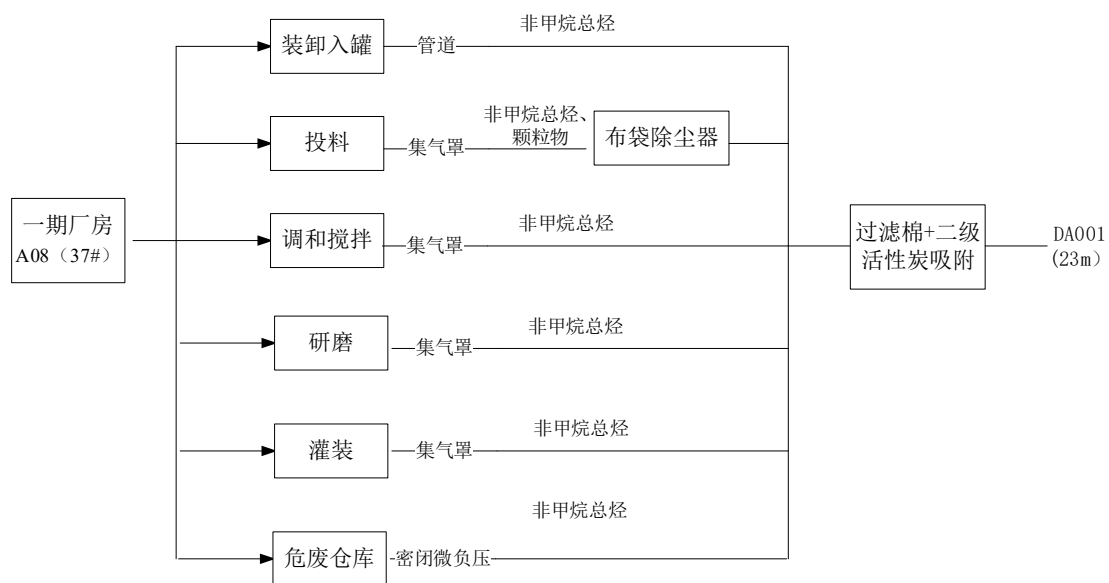 非甲烷总烃
装卸入罐
管道
非甲烷总烃、
颗粒物
投料
集气罩
布袋除尘器
一期厂房
A08（37#）
非甲烷总烃
调和搅拌
集气罩
过滤棉+二级
活性炭吸附
DA001
(23m）
非甲烷总烃
研磨
集气罩
非甲烷总烃
灌装
集气罩
非甲烷总烃
危废仓库
密闭微负压